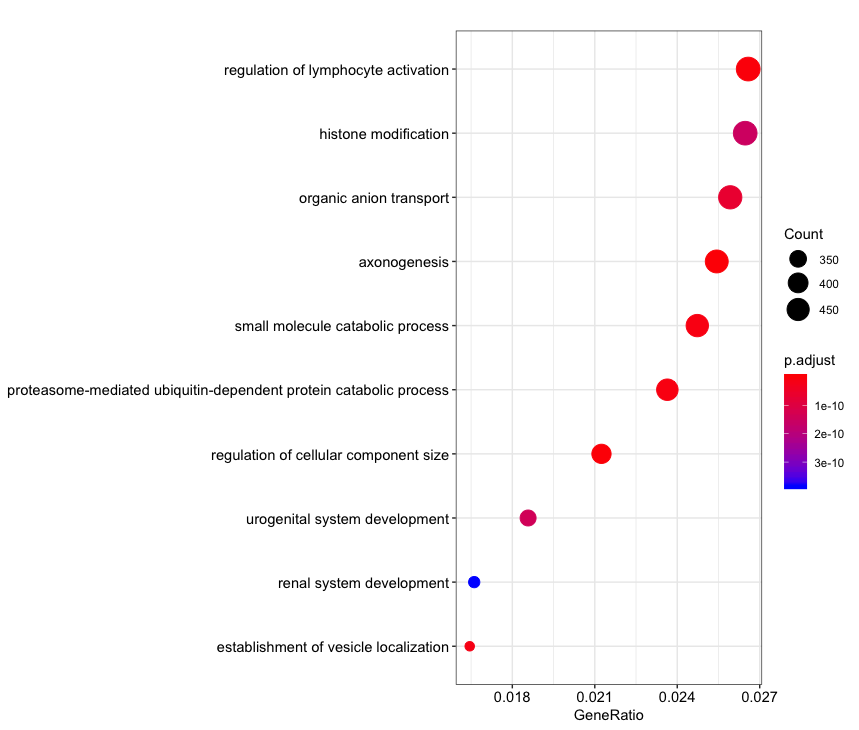 regulation of lymphocyte activation
histone modification
organic anion transport
axonogenesis
small molecule catabolic process
proteasome-mediated ubiquitin-dependent protein catabolic process
regulation of cellular component size
urogenital system development
renal system development
establishment of vesicle localization
0.018 0.021 0.024 0.027
GeneRatio
Count
350
400
450
p.adjust
1e-10
2e-10
3e-10